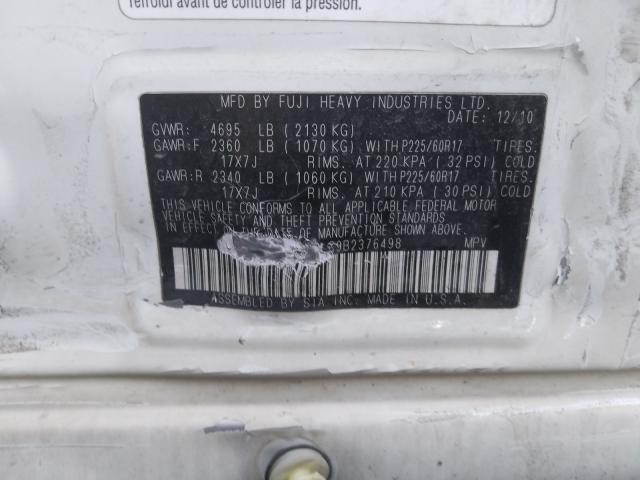 refroidi avant de contrôler la pression.
MFD BY FUJI HEAVY INDUSTRIES LTD.
DATE: 12/10
GVWR: 4695 LB (2130 KG)
GAWR:F 2360 LB (1070 KG) WITH P225/60R17 TIRES.
17X7J RIMS. AT 220 KPA (32 PSI) COLD
GAWR:R 2340 LB (1060 KG) WITH P225/60R17 TIRES.
17X7J RIMS. AT 210 KPA (30 PSI) COLD
THIS VEHICLE CONFORMS TO ALL APPLICABLE FEDERAL MOTOR
VEHICLE SAFETY AND THEFT PREVENTION STANDARDS
IN EFFECT ON THE DATE OF MANUFACTURE SHOWN ABOVE.
9B2376498 MPV
ASSEMBLED BY S.I.A. INC. MADE IN U.S.A.